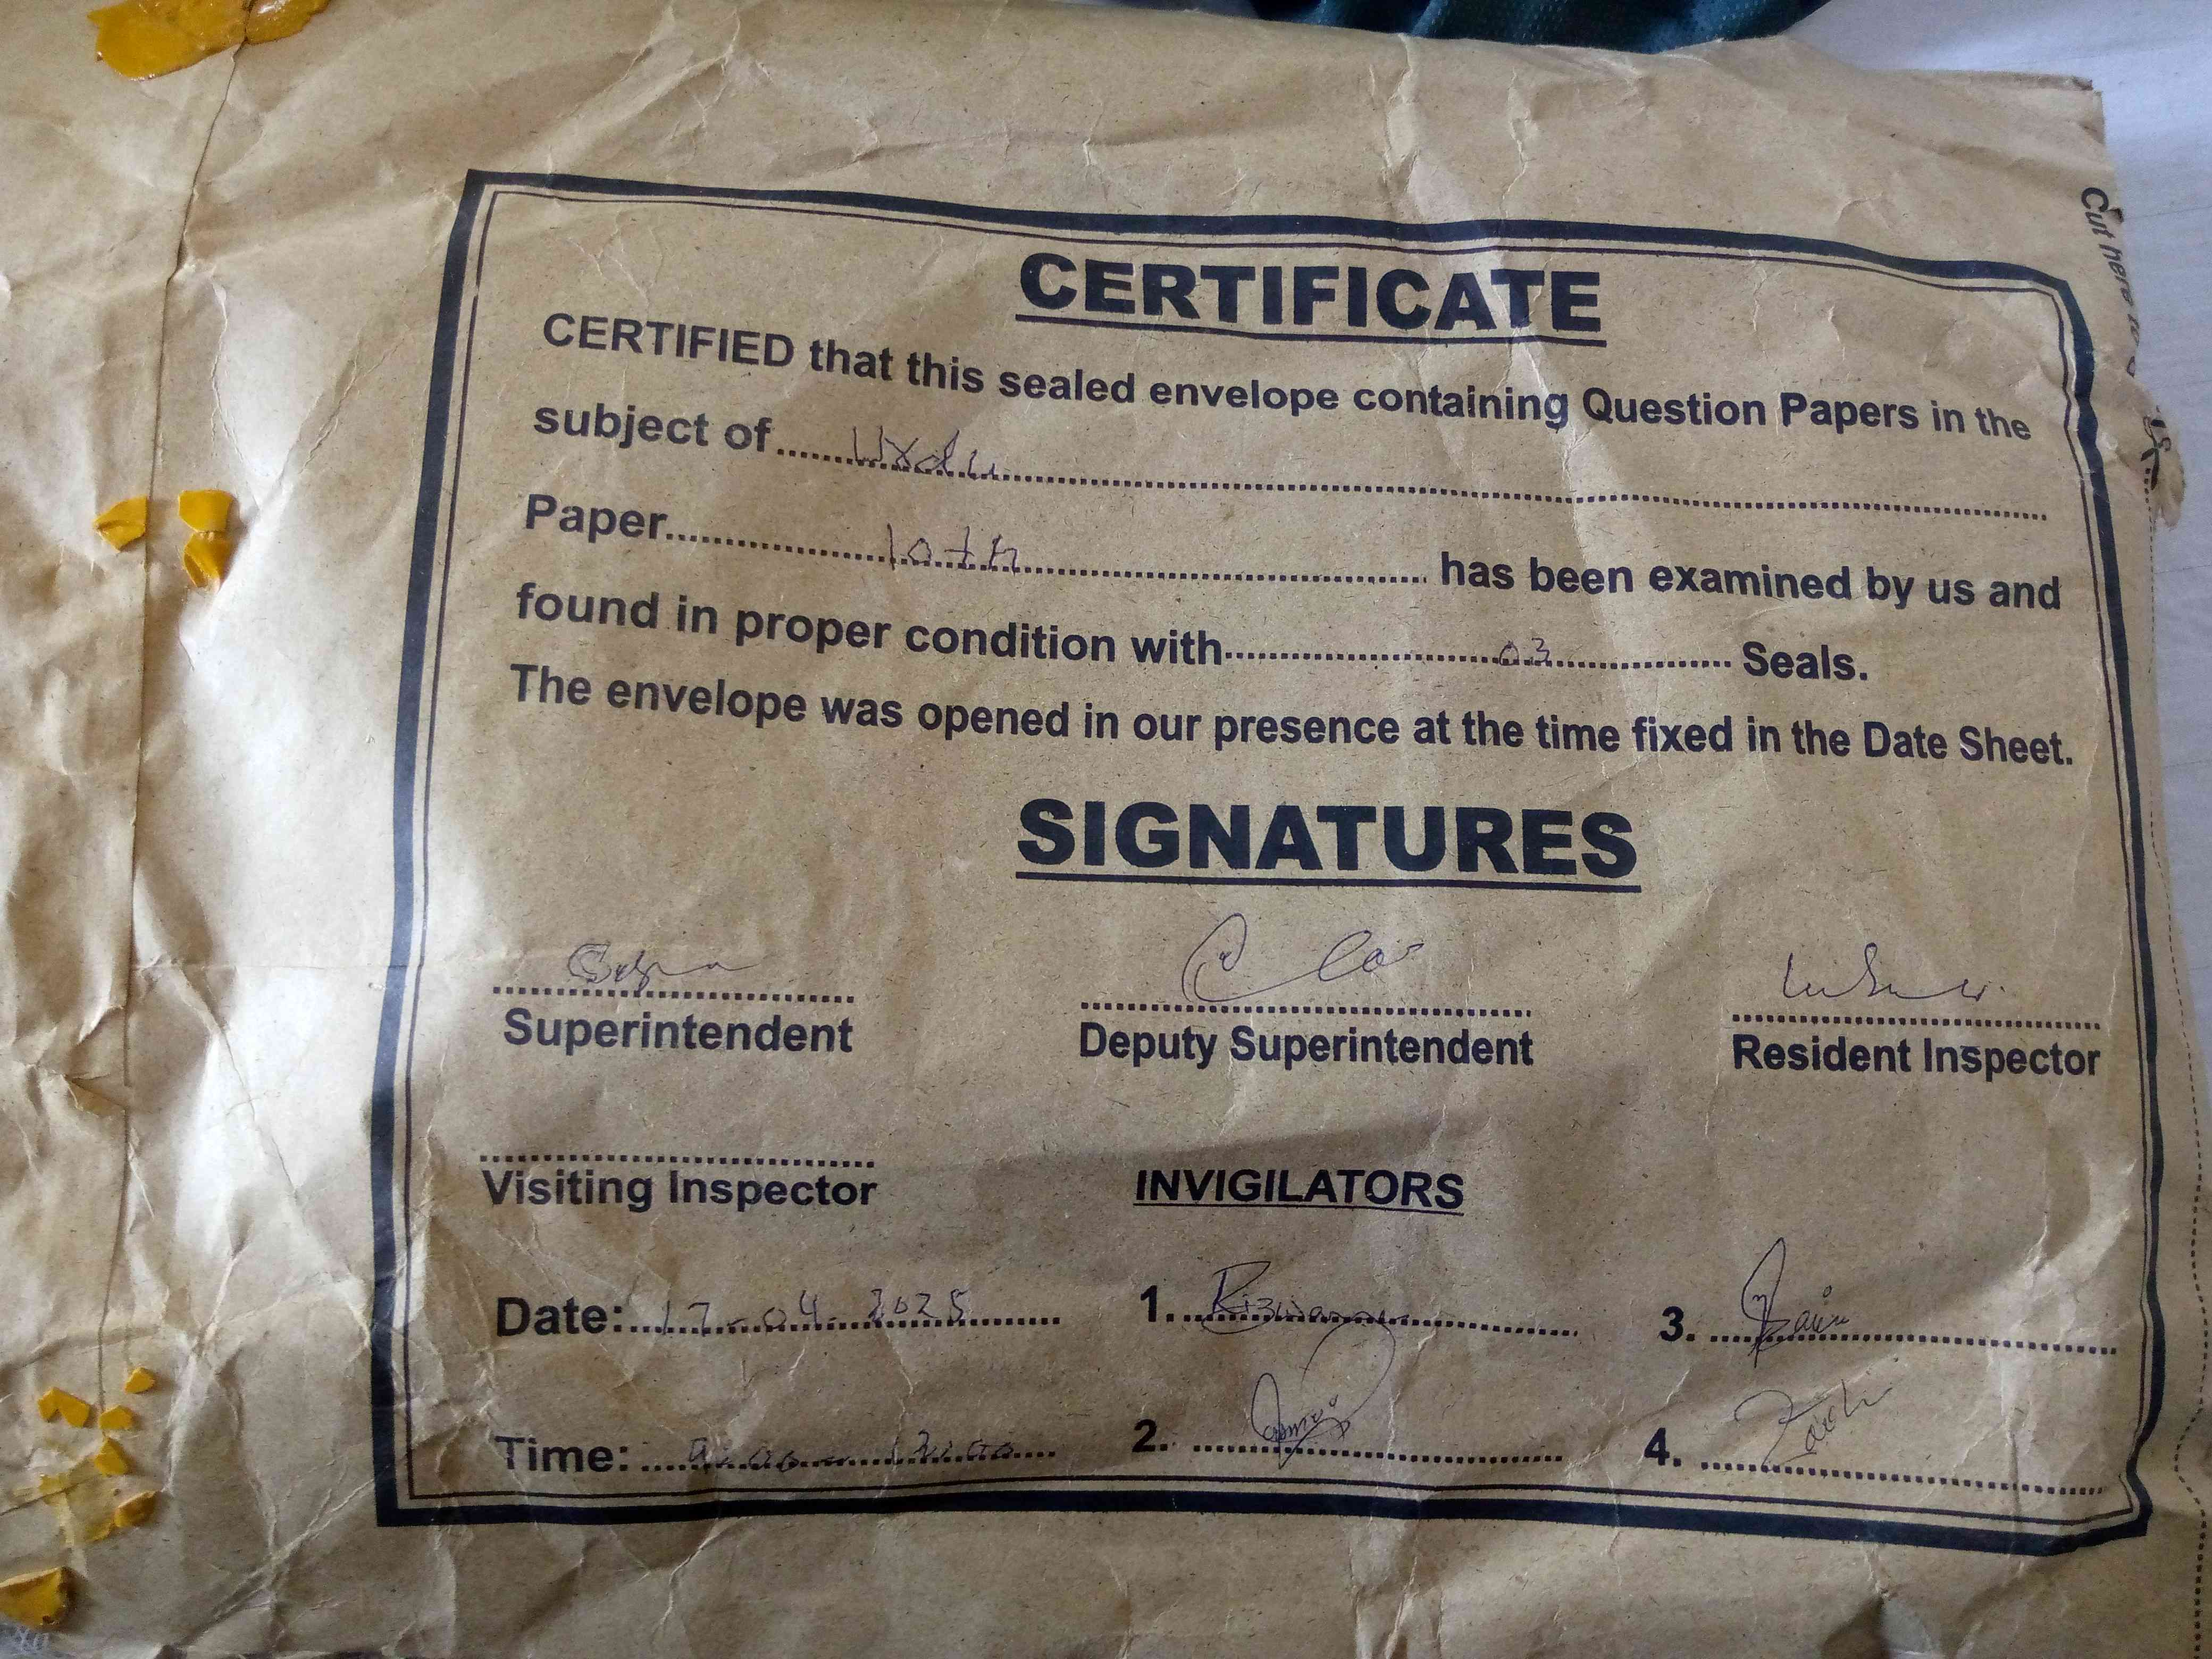 CERTIFICATE
CERTIFIED that this sealed envelope containing Question Papers in the
subject of Urdu
Paper 10th has been examined by us and
found in proper condition with 03 Seals.
The envelope was opened in our presence at the time fixed in the Date Sheet.
SIGNATURES
Superintendent
Deputy Superintendent
Resident Inspector
Visiting Inspector
INVIGILATORS
Date: 17-04-2025
1. Rizwan
3.
Time:
2.
4.
Cut here to